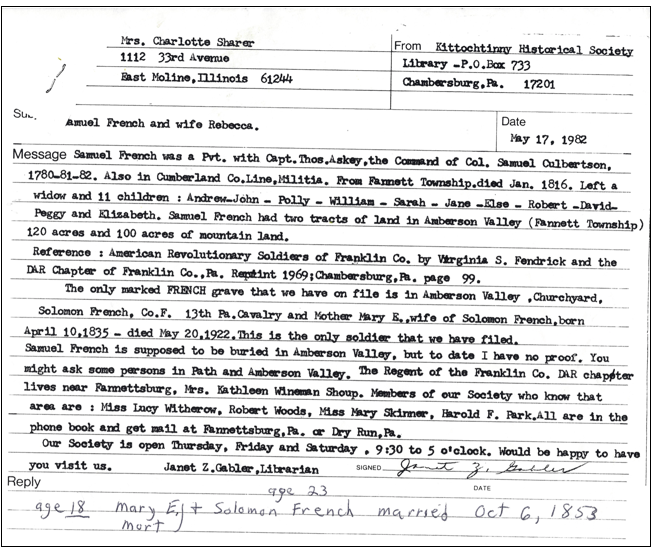 Mrs. Charlotte Sharer
1112 33rd Avenue
East Moline, Illinois 61244
From Kittochtinny Historical Society
Library -P.O.Box 733
Chambersburg,Pa. 17201
amuel French and wife Rebecca.
Date
May 17, 1982
Message Samuel French was a Pvt. with Capt.Thos.Askey,the Command of Col. Samuel Culbertson,
1780-81-82. Also in Cumberland Co.Line,Militia. From Fannett Township.died Jan. 1816. Left a
widow and 11 children : Andrew-John - Polly - William - Sarah - Jane -Else - Robert -David-
Peggy and Elizabeth. Samuel French had two tracts of land in Amberson Valley (Fannett Township)
120 acres and 100 acres of mountain land.
Reference : American Revolutionary Soldiers of Franklin Co. by Virginia S. Fendrick and the
DAR Chapter of Franklin Co.,Pa. Reptint 1969;Chambersburg,Pa. page 99.
The only marked FRENCH grave that we have on file is in Amberson Valley ,Churchyard,
Solomon French, Co.F. 13th Pa.Cavalry and Mother Mary E.,wife of Solomon French,born
April 10,1835 - died May 20,1922.This is the only soldier that we have filed.
Samuel French is supposed to be buried in Amberson Valley, but to date I have no proof. You
might ask some persons in Path and Amberson Valley. The Regent of the Franklin Co. DAR chapter
lives near Fannettsburg, Mrs. Kathleen Wineman Shoup. Members of our Society who know that
area are : Miss Lucy Witherow, Robert Woods, Miss Mary Skinner, Harold F. Park.All are in the
phone book and get mail at Fannettsburg,Pa. or Dry Run,Pa.
Our Society is open Thursday, Friday and Saturday , 9:30 to 5 o'clock. Would be happy to have
you visit us. Janet Z.Gabler,Librarian SIGNED Janet Z. Gabler
Reply
DATE
age 23
age 18 Mary E. + Solomon French married Oct 6, 1853
mort